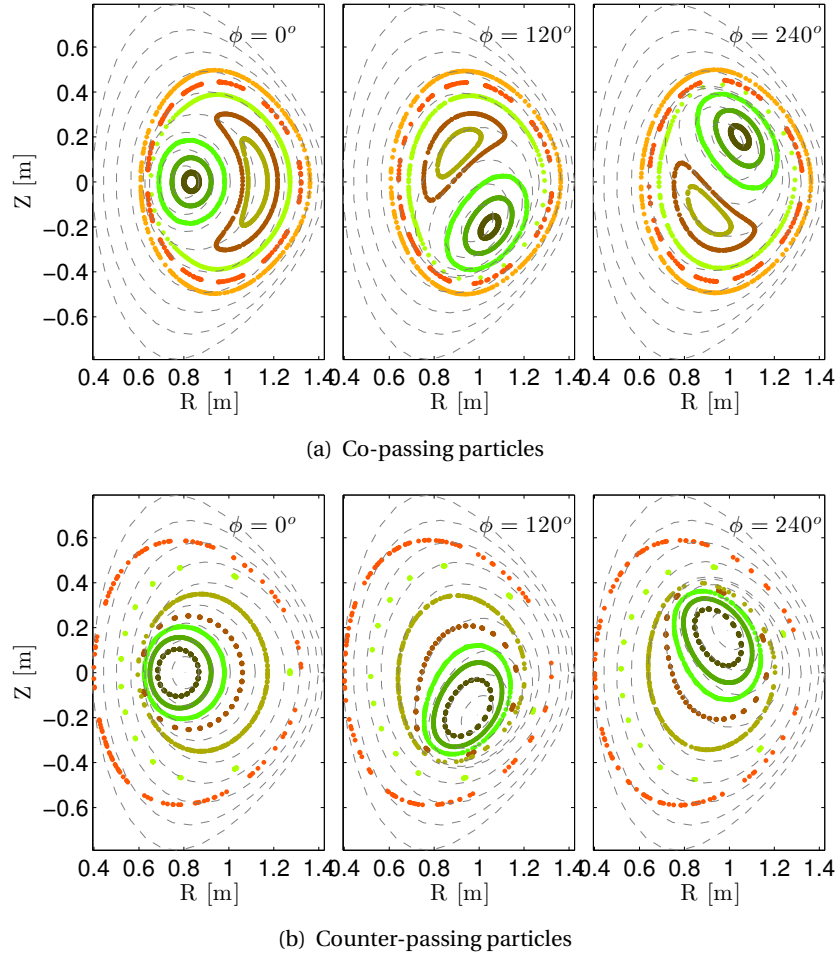 ϕ = 0° ϕ = 120° ϕ = 240°
Z [m]
0.6
0.4
0.2
0
−0.2
−0.4
−0.6
0.4 0.6 0.8 1 1.2 1.4 0.4 0.6 0.8 1 1.2 1.4 0.4 0.6 0.8 1 1.2 1.4
R [m] R [m] R [m]
(a) Co-passing particles
ϕ = 0° ϕ = 120° ϕ = 240°
Z [m]
0.6
0.4
0.2
0
−0.2
−0.4
−0.6
0.4 0.6 0.8 1 1.2 1.4 0.4 0.6 0.8 1 1.2 1.4 0.4 0.6 0.8 1 1.2 1.4
R [m] R [m] R [m]
(b) Counter-passing particles